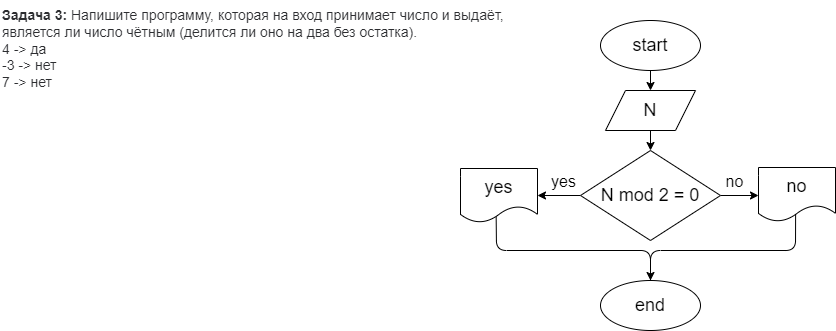 Задача 3: Напишите программу, которая на вход принимает число и выдаёт,
является ли число чётным (делится ли оно на два без остатка).
4 -> да
-3 -> нет
7 -> нет
start
N
yes
yes
N mod 2 = 0
no
no
end